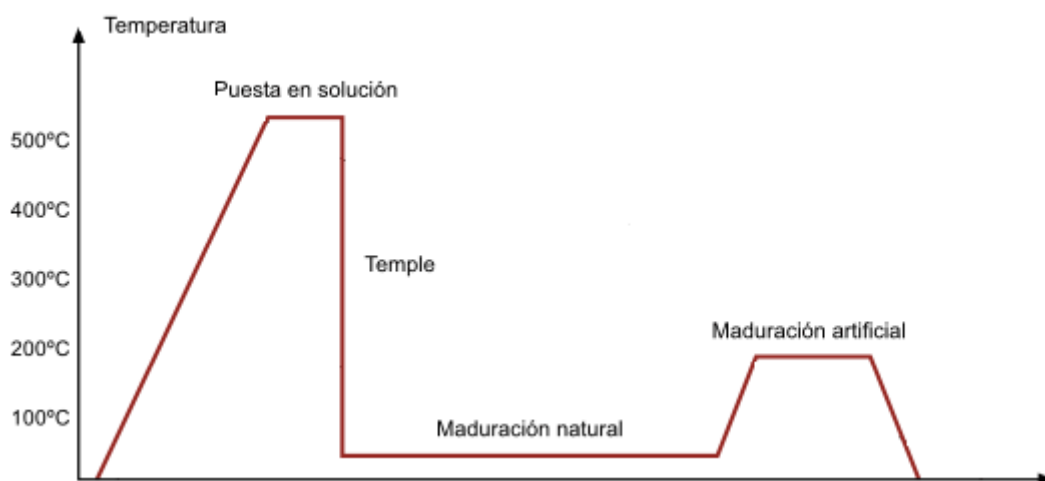 Temperatura
Puesta en solución
500ºC
400ºC
Temple
300ºC
Maduración artificial
200ºC
100ºC
Maduración natural